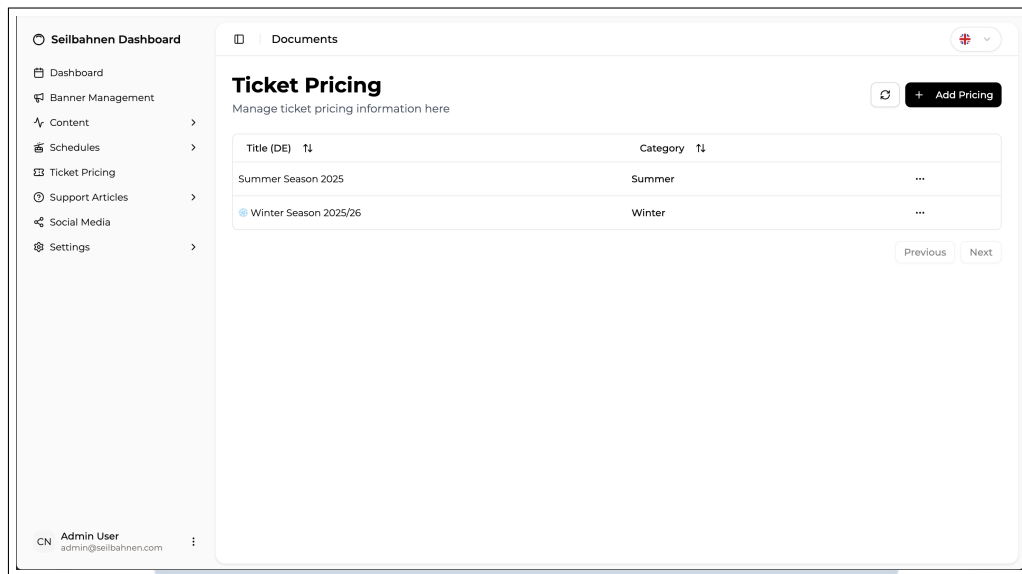 Seilbahnen Dashboard
Documents
Dashboard
Banner Management
Content
Schedules
Ticket Pricing
Support Articles
Social Media
Settings
Ticket Pricing
Manage ticket pricing information here
+ Add Pricing
Title (DE) Category
Summer Season 2025 Summer ...
Winter Season 2025/26 Winter ...
Previous Next
CN Admin User
admin@seilbahnen.com